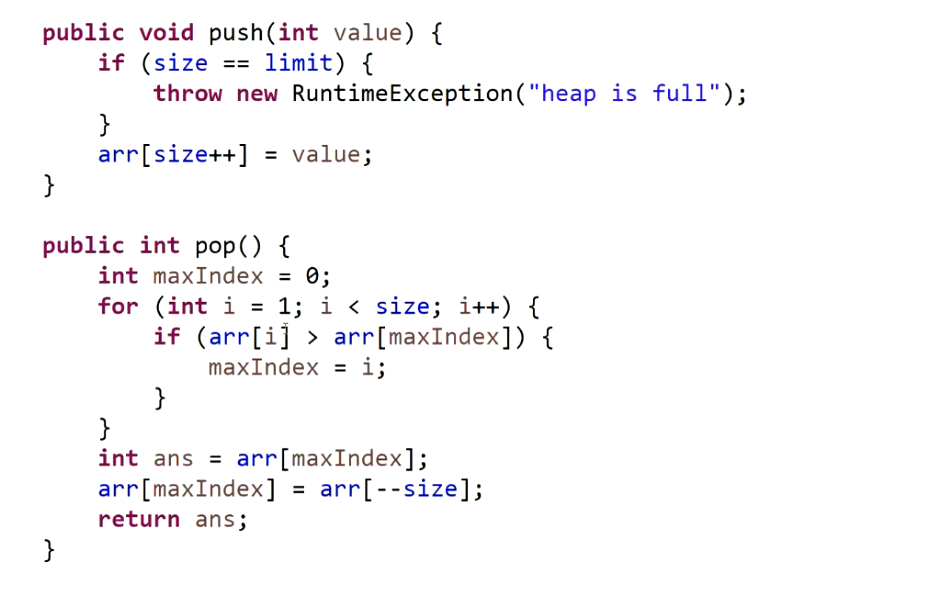 public void push(int value) {
    if (size == limit) {
        throw new RuntimeException("heap is full");
    }
    arr[size++] = value;
}

public int pop() {
    int maxIndex = 0;
    for (int i = 1; i < size; i++) {
        if (arr[i] > arr[maxIndex]) {
            maxIndex = i;
        }
    }
    int ans = arr[maxIndex];
    arr[maxIndex] = arr[--size];
    return ans;
}